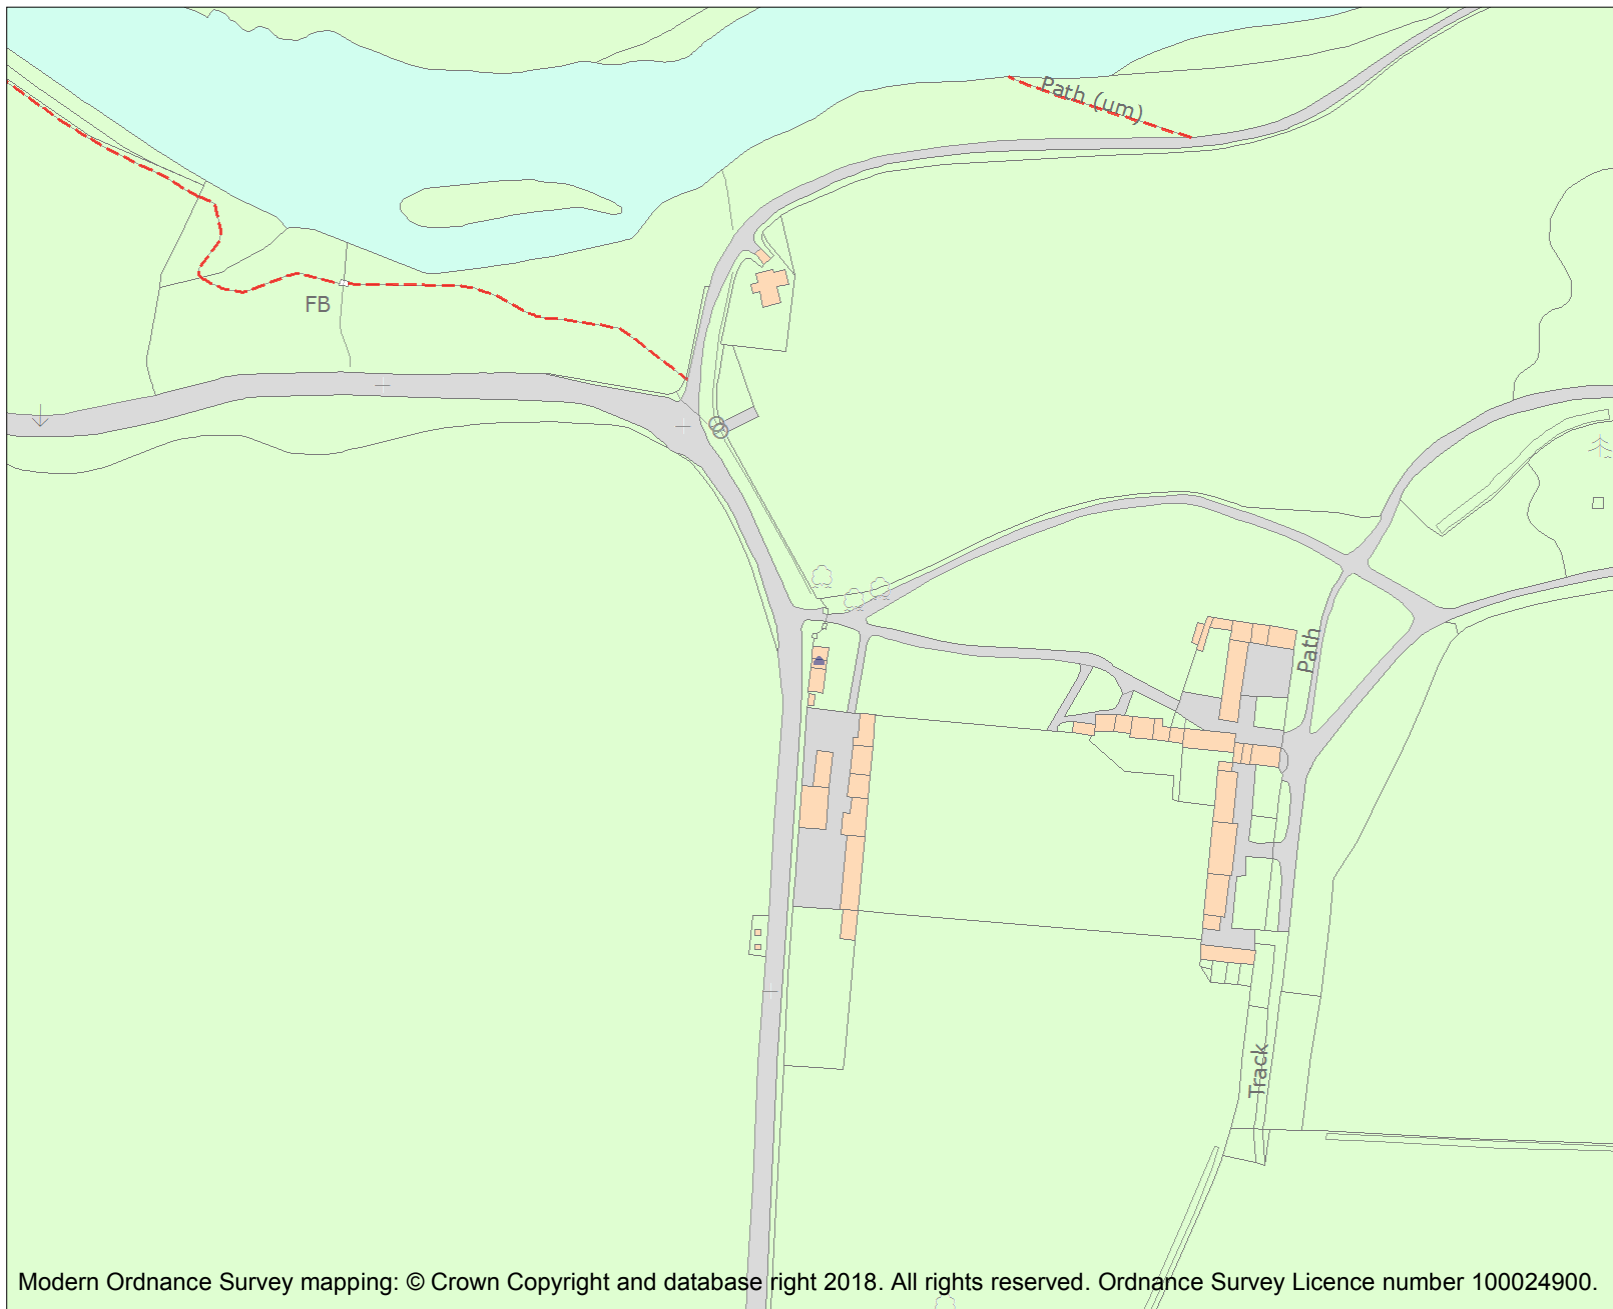 Path (um)
FB
Path
Track
Modern Ordnance Survey mapping: © Crown Copyright and database right 2018. All rights reserved. Ordnance Survey Licence number 100024900.